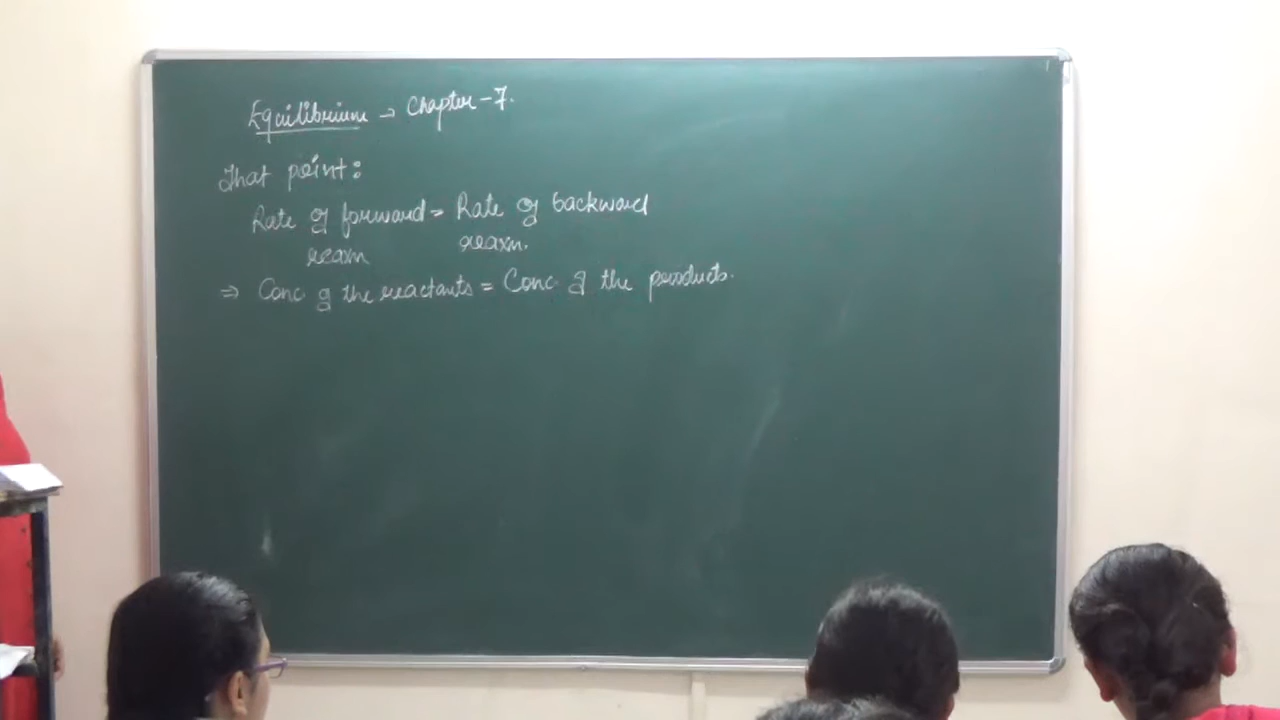 Equilibrium → Chapter-7.
That point:
Rate of forward = Rate of backward
reaxn reaxn.
⇒ Conc of the reactants = Conc. of the products.